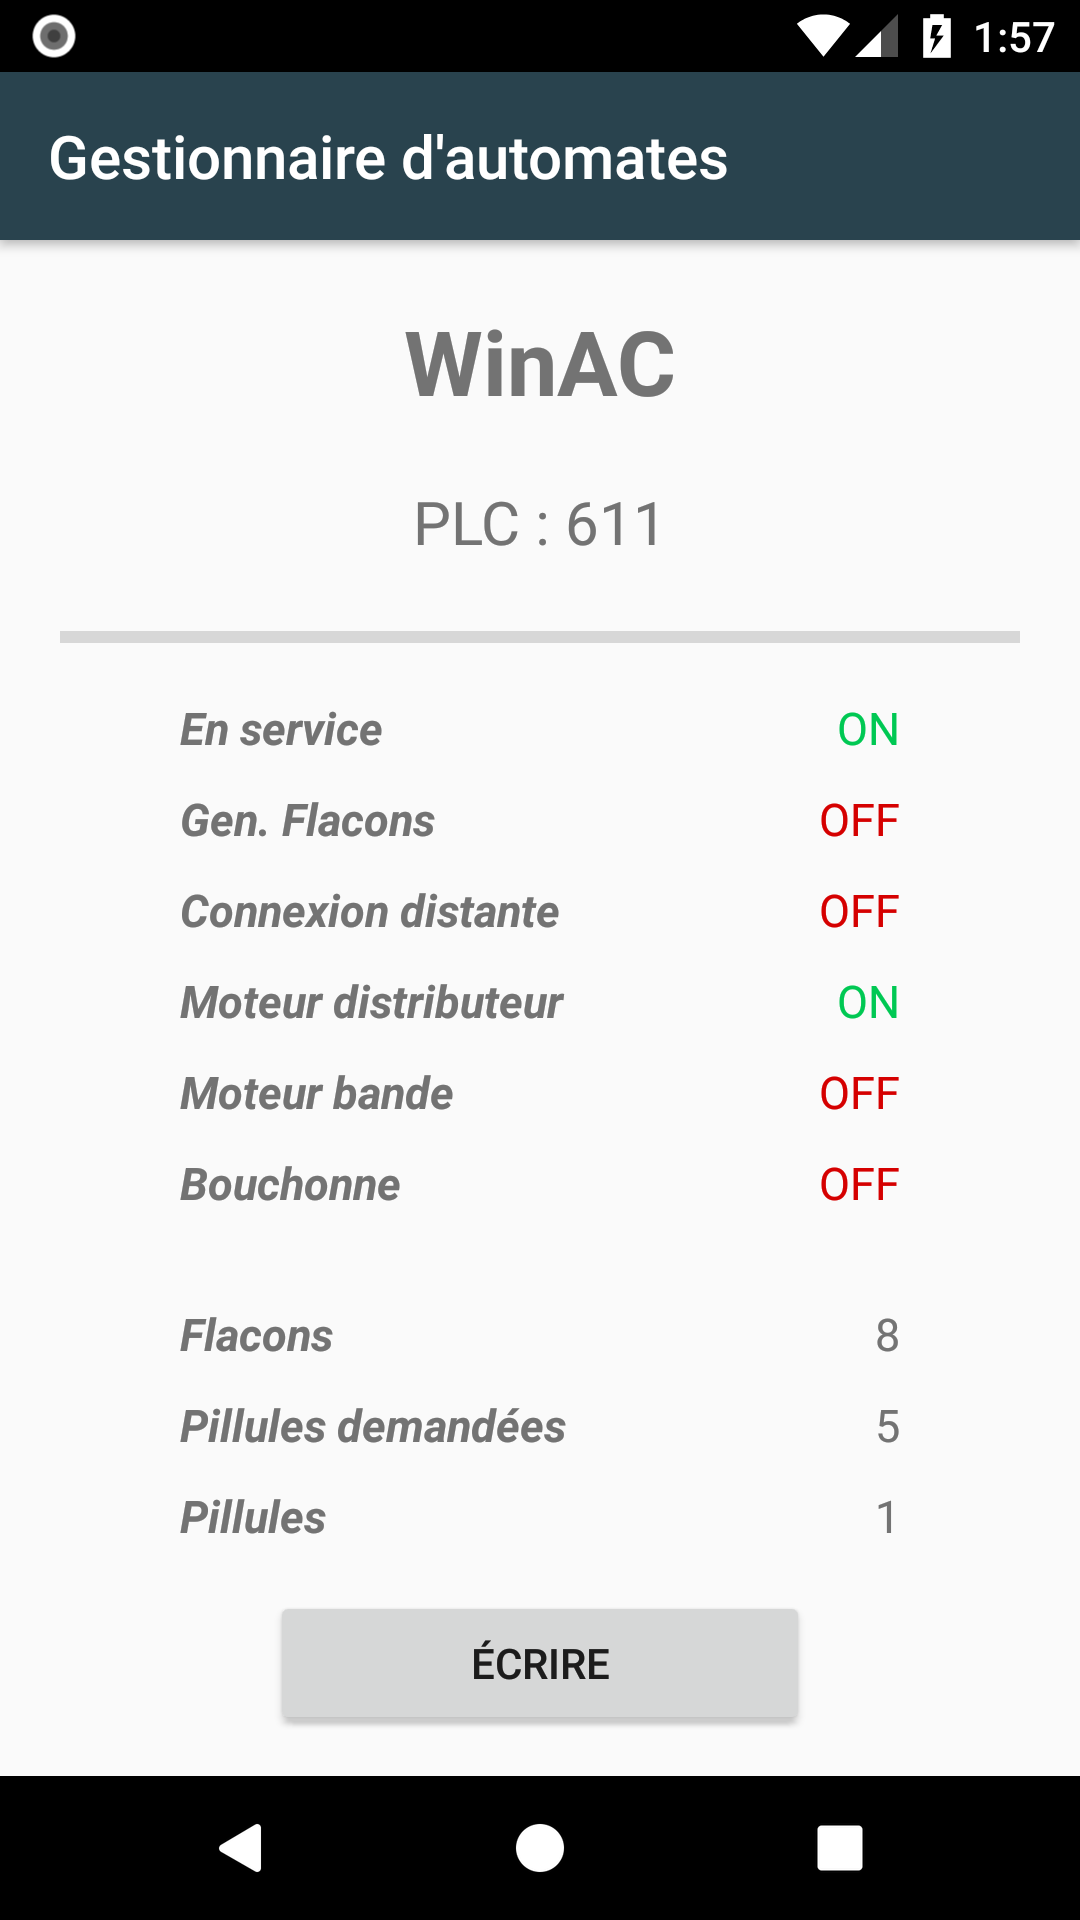 1:57
Gestionnaire d'automates
WinAC
PLC : 611
En service ON
Gen. Flacons OFF
Connexion distante OFF
Moteur distributeur ON
Moteur bande OFF
Bouchonne OFF
Flacons 8
Pillules demandées 5
Pillules 1
ÉCRIRE